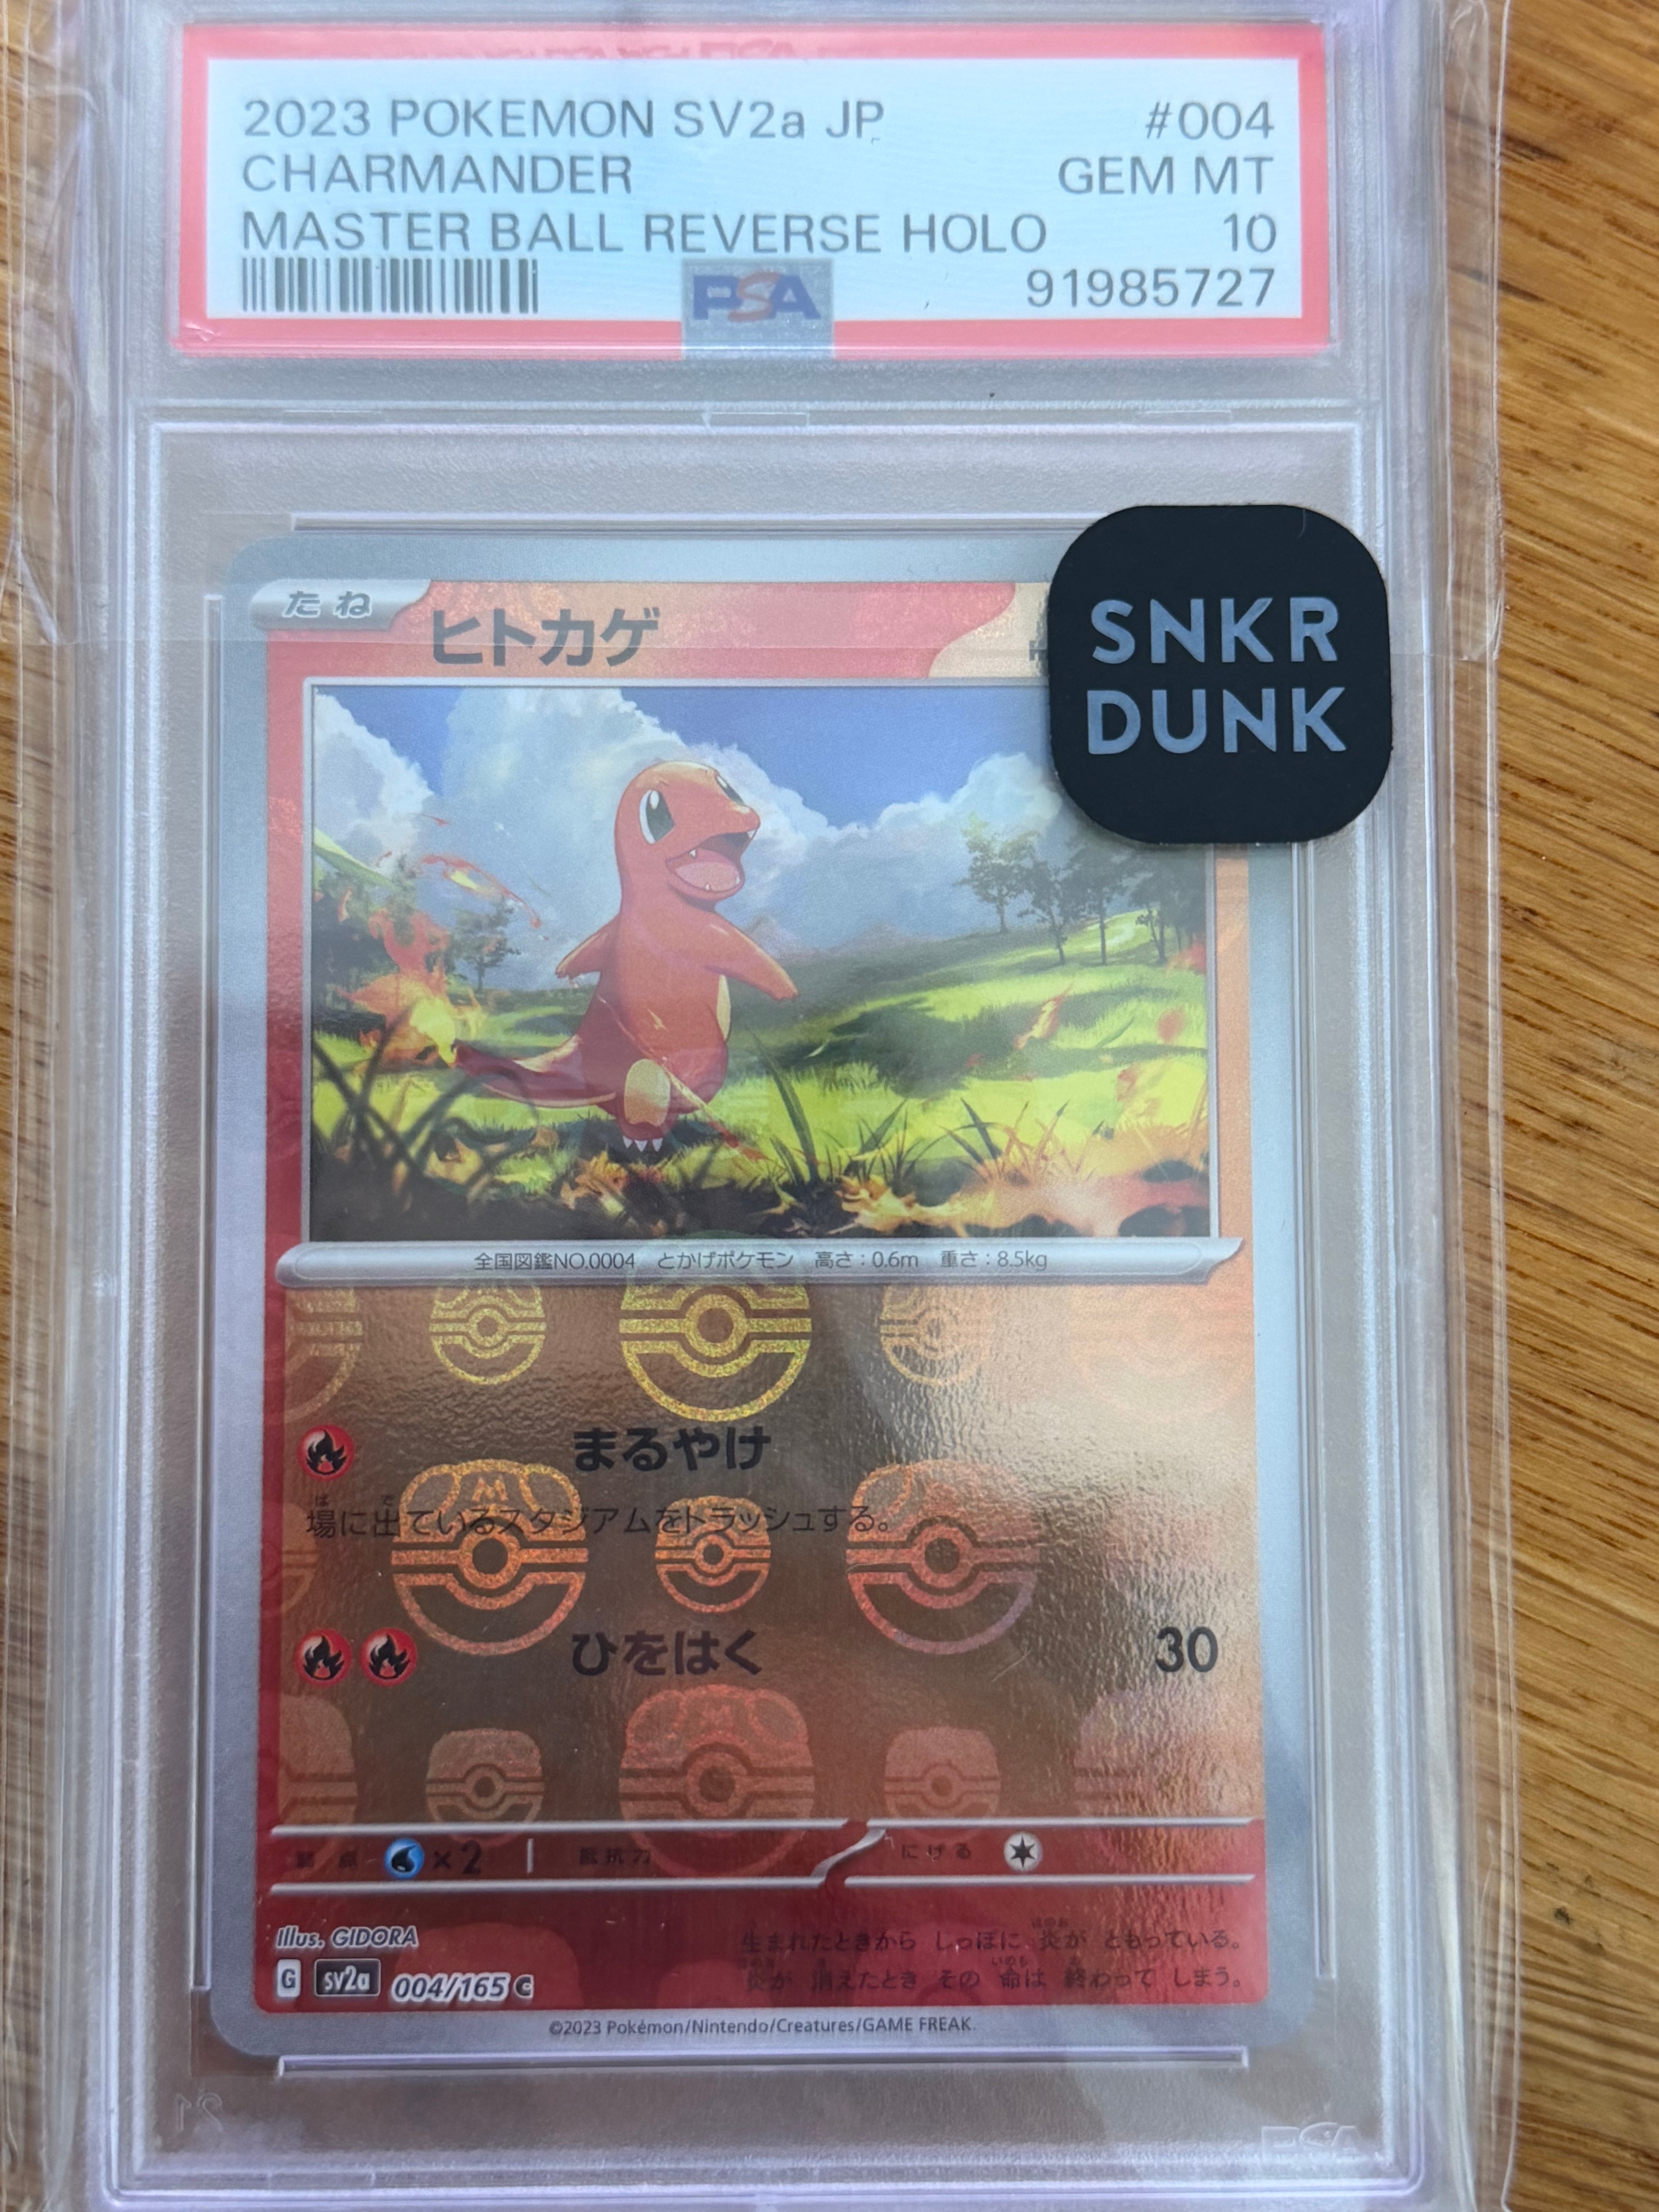 2023 POKEMON SV2a JP #004
CHARMANDER GEM MT
MASTER BALL REVERSE HOLO 10
PSA 91985727
SNKR
DUNK
たね ヒトカゲ
全国図鑑NO.0004 とかげポケモン 高さ:0.6m 重さ:8.5kg
まるやけ
場に出ているスタジアムをトラッシュする。
ひをはく 30
弱点 ×2 抵抗力 にげる
Illus. GIDORA
生まれたときから しっぽに 炎が ともっている。
炎が 消えたとき その 命は 終わって しまう。
G sv2a 004/165 C
©2023 Pokémon/Nintendo/Creatures/GAME FREAK.
PSA